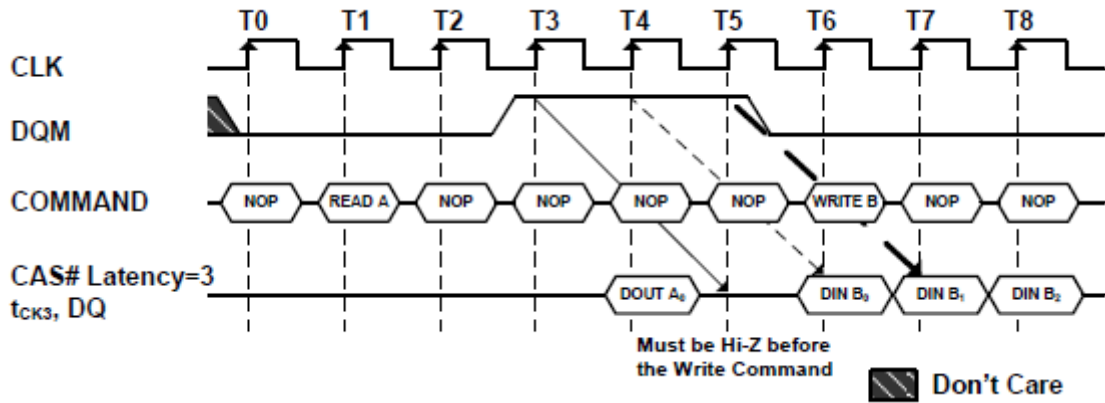 T0 T1 T2 T3 T4 T5 T6 T7 T8
CLK
DQM
COMMAND NOP READ A NOP NOP NOP NOP WRITE B NOP NOP
CAS# Latency=3
tCK3, DQ DOUT A0 DIN B0 DIN B1 DIN B2
Must be Hi-Z before
the Write Command
Don't Care